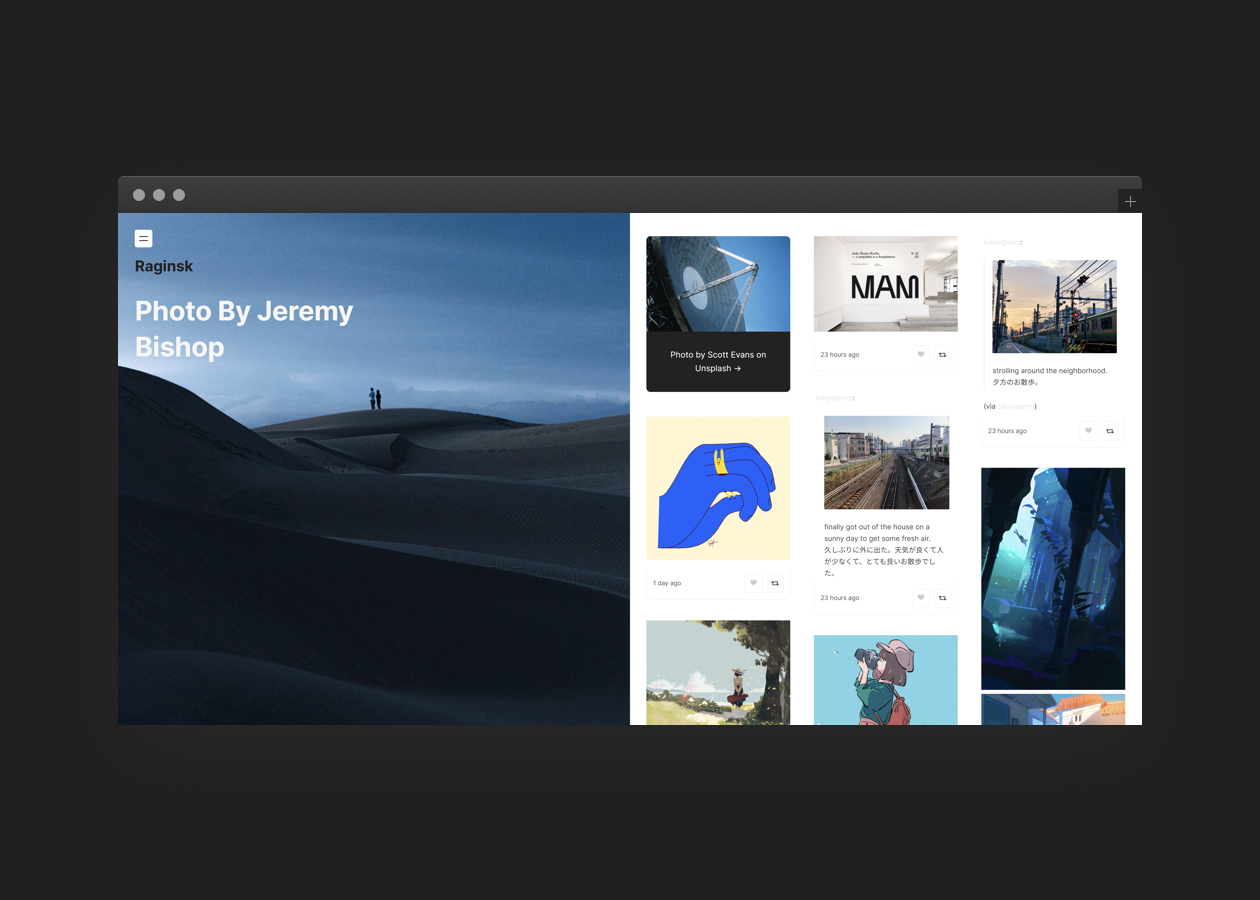 Raginsk
Photo By Jeremy
Bishop
Photo by Scott Evans on
Unsplash →
1 day ago
MAM
23 hours ago
tokyogems:
finally got out of the house on a
sunny day to get some fresh air.
久しぶりに外に出た。天気が良くて人
が少なくて、とても良いお散歩でし
た。
23 hours ago
tokyogems:
strolling around the neighborhood.
夕方のお散歩。
(via tokyogems)
23 hours ago